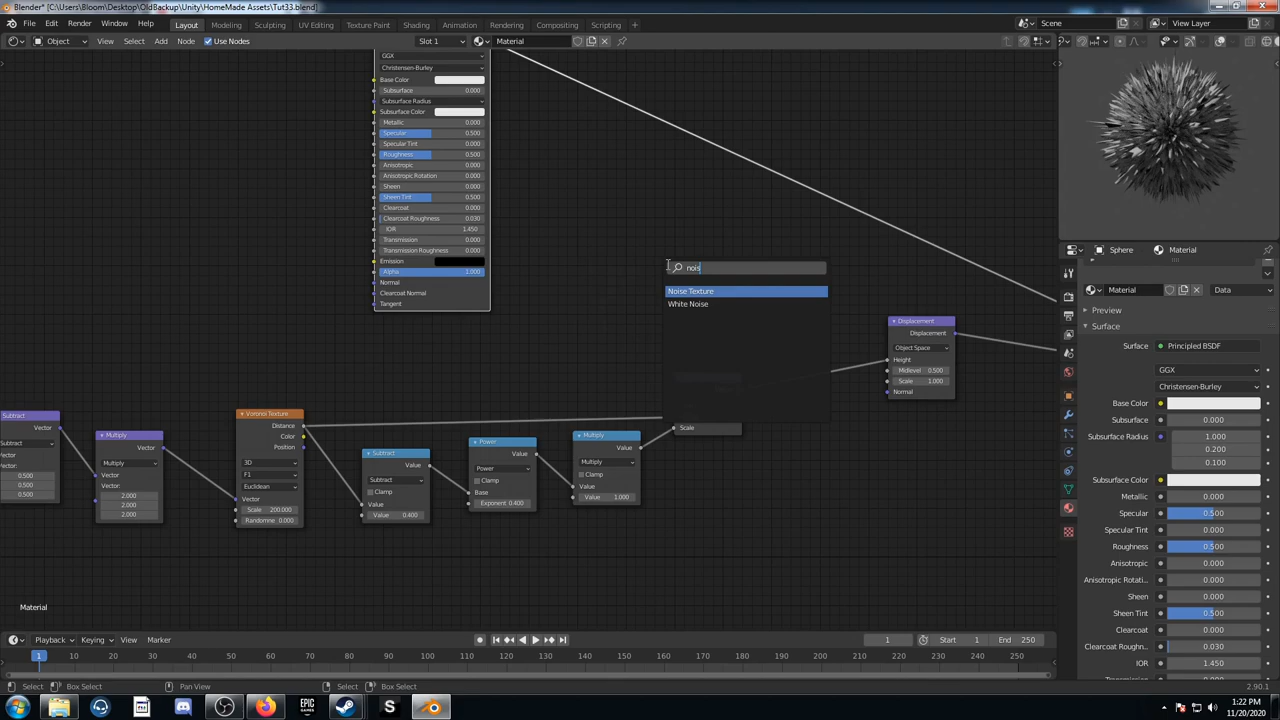 Blender* [C:\Users\Bloom\Desktop\OldBackup\Unity\HomeMade Assets\Tut33.blend]
File Edit Render Window Help Layout Modeling Sculpting UV Editing Texture Paint Shading Animation Rendering Compositing Scripting Scene View Layer
Object View Select Add Node Use Nodes Slot 1 Material
GGX
Christensen-Burley
Base Color
Subsurface 0.000
Subsurface Radius
Subsurface Color
Metallic 0.000
Specular 0.500
Specular Tint 0.000
Roughness 0.500
Anisotropic 0.000
Anisotropic Rotation 0.000
Sheen 0.000
Sheen Tint 0.500
Clearcoat 0.000
Clearcoat Roughness 0.030
IOR 1.450
Transmission 0.000
Transmission Roughness 0.000
Emission
Alpha 1.000
Normal
Clearcoat Normal
Tangent
nois
Noise Texture
White Noise
Displacement
Displacement
Object Space
Height
Midlevel 0.500
Scale 1.000
Normal
Subtract
Vector
Subtract
Vector
Vector:
0.500
0.500
0.500
Multiply
Vector
Multiply
Vector
Vector:
2.000
2.000
2.000
Voronoi Texture
Distance
Color
Position
3D
F1
Euclidean
Vector
Scale 200.000
Randomne 0.000
Subtract
Value
Subtract
Clamp
Value
Value 0.400
Power
Value
Power
Clamp
Base
Exponent 0.400
Multiply
Value
Multiply
Clamp
Value
Value 1.000
Scale
Material
Sphere Material
Material Data
Preview
Surface
Surface Principled BSDF
GGX
Christensen-Burley
Base Color
Subsurface 0.000
Subsurface Radius 1.000
0.200
0.100
Subsurface Color
Metallic 0.000
Specular 0.500
Specular Tint 0.000
Roughness 0.500
Anisotropic 0.000
Anisotropic Rotati... 0.000
Sheen 0.000
Sheen Tint 0.500
Clearcoat 0.000
Clearcoat Roughn... 0.030
IOR 1.450
Playback Keying View Marker 1 Start 1 End 250
1 10 20 30 40 50 60 70 80 90 100 110 120 130 140 150 160 170 180 190 200 210 220 230 240 250
Select Box Select Pan View Select Box Select 2.90.1
EPIC GAMES
S
1:22 PM
11/20/2020